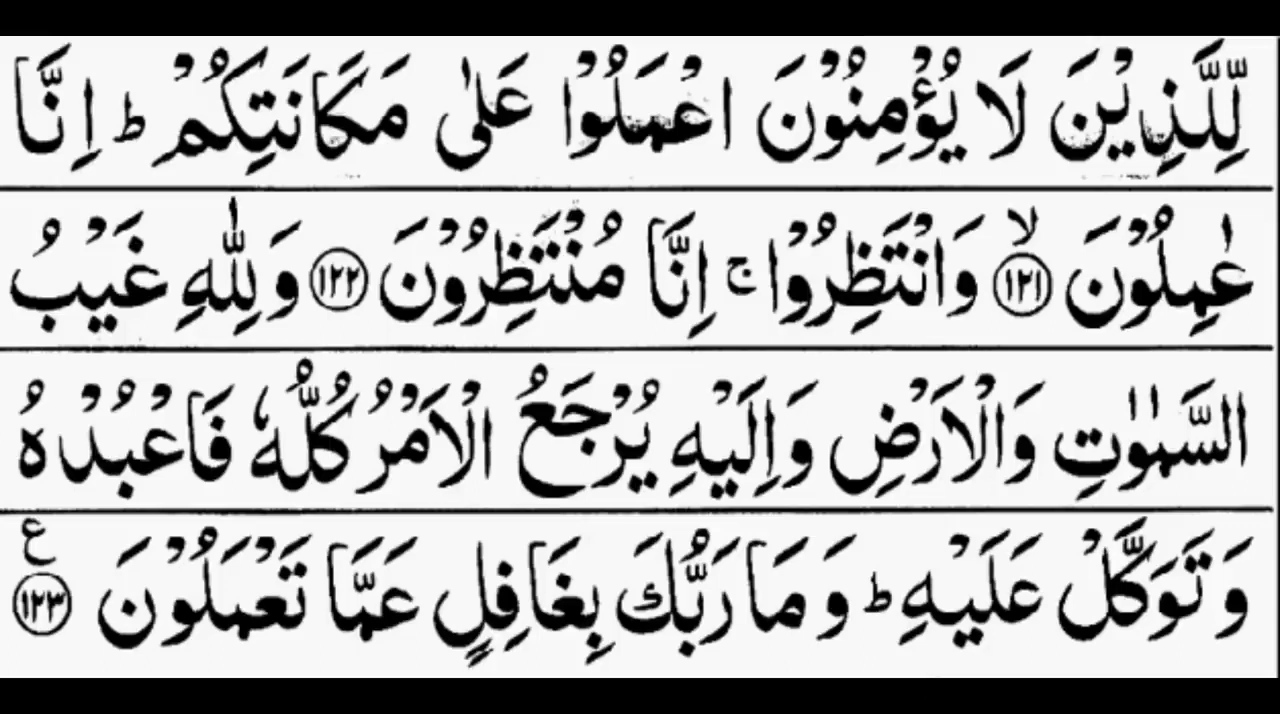 لِّلَّذِيْنَ لَا يُؤْمِنُوْنَ اعْمَلُوْا عَلٰى مَكَانَتِكُمْ ؕ اِنَّا
عٰمِلُوْنَ ۙ﴿۱۲۱﴾ وَانْتَظِرُوْا ۚ اِنَّا مُنْتَظِرُوْنَ ﴿۱۲۲﴾ وَلِلّٰهِ غَيْبُ
السَّمٰوٰتِ وَالْاَرْضِ وَاِلَيْهِ يُرْجَعُ الْاَمْرُ كُلُّهٗ فَاعْبُدْهُ
وَتَوَكَّلْ عَلَيْهِ ؕ وَمَا رَبُّكَ بِغَافِلٍ عَمَّا تَعْمَلُوْنَ ﴿۱۲۳﴾ ع